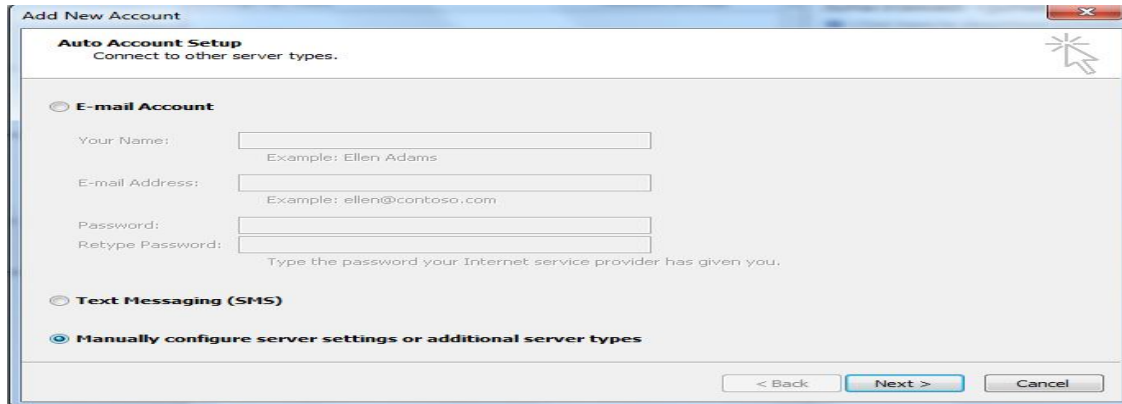 Add New Account
Auto Account Setup
Connect to other server types.
E-mail Account
Your Name:
Example: Ellen Adams
E-mail Address:
Example: ellen@contoso.com
Password:
Retype Password:
Type the password your Internet service provider has given you.
Text Messaging (SMS)
Manually configure server settings or additional server types
< Back Next > Cancel